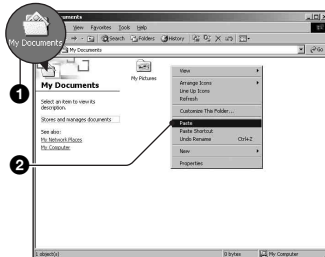 My Documents
uments
View Favorites Tools Help
Search Folders History
My Documents
Go
1
My Documents
Select an item to view its description.
Stores and manages documents
See also:
My Network Places
My Computer
My Pictures
2
View
Arrange Icons
Line Up Icons
Refresh
Customize This Folder...
Paste
Paste Shortcut
Undo Rename Ctrl+Z
New
Properties
1 object(s)
0 bytes
My Computer